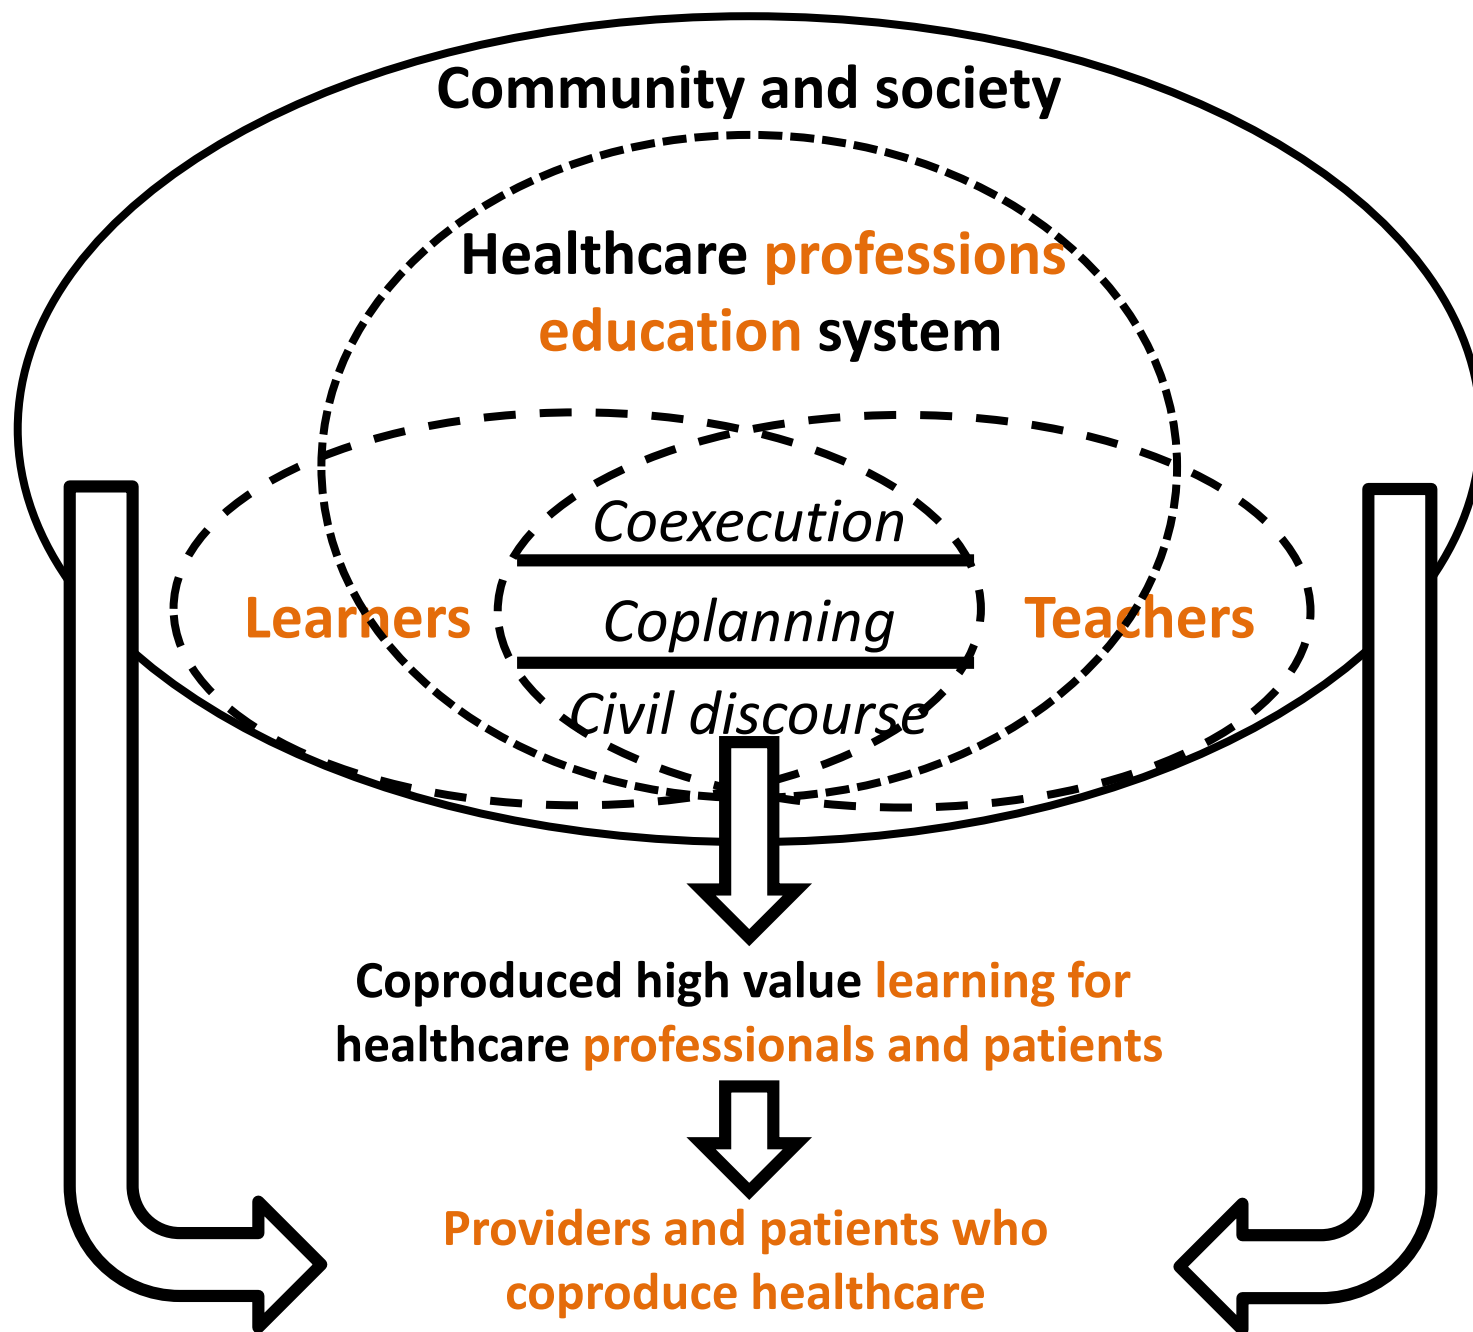 Community and society
Healthcare professions
education system
Coexecution
Learners
Coplanning
Teachers
Civil discourse
Coproduced high value learning for
healthcare professionals and patients
Providers and patients who
coproduce healthcare